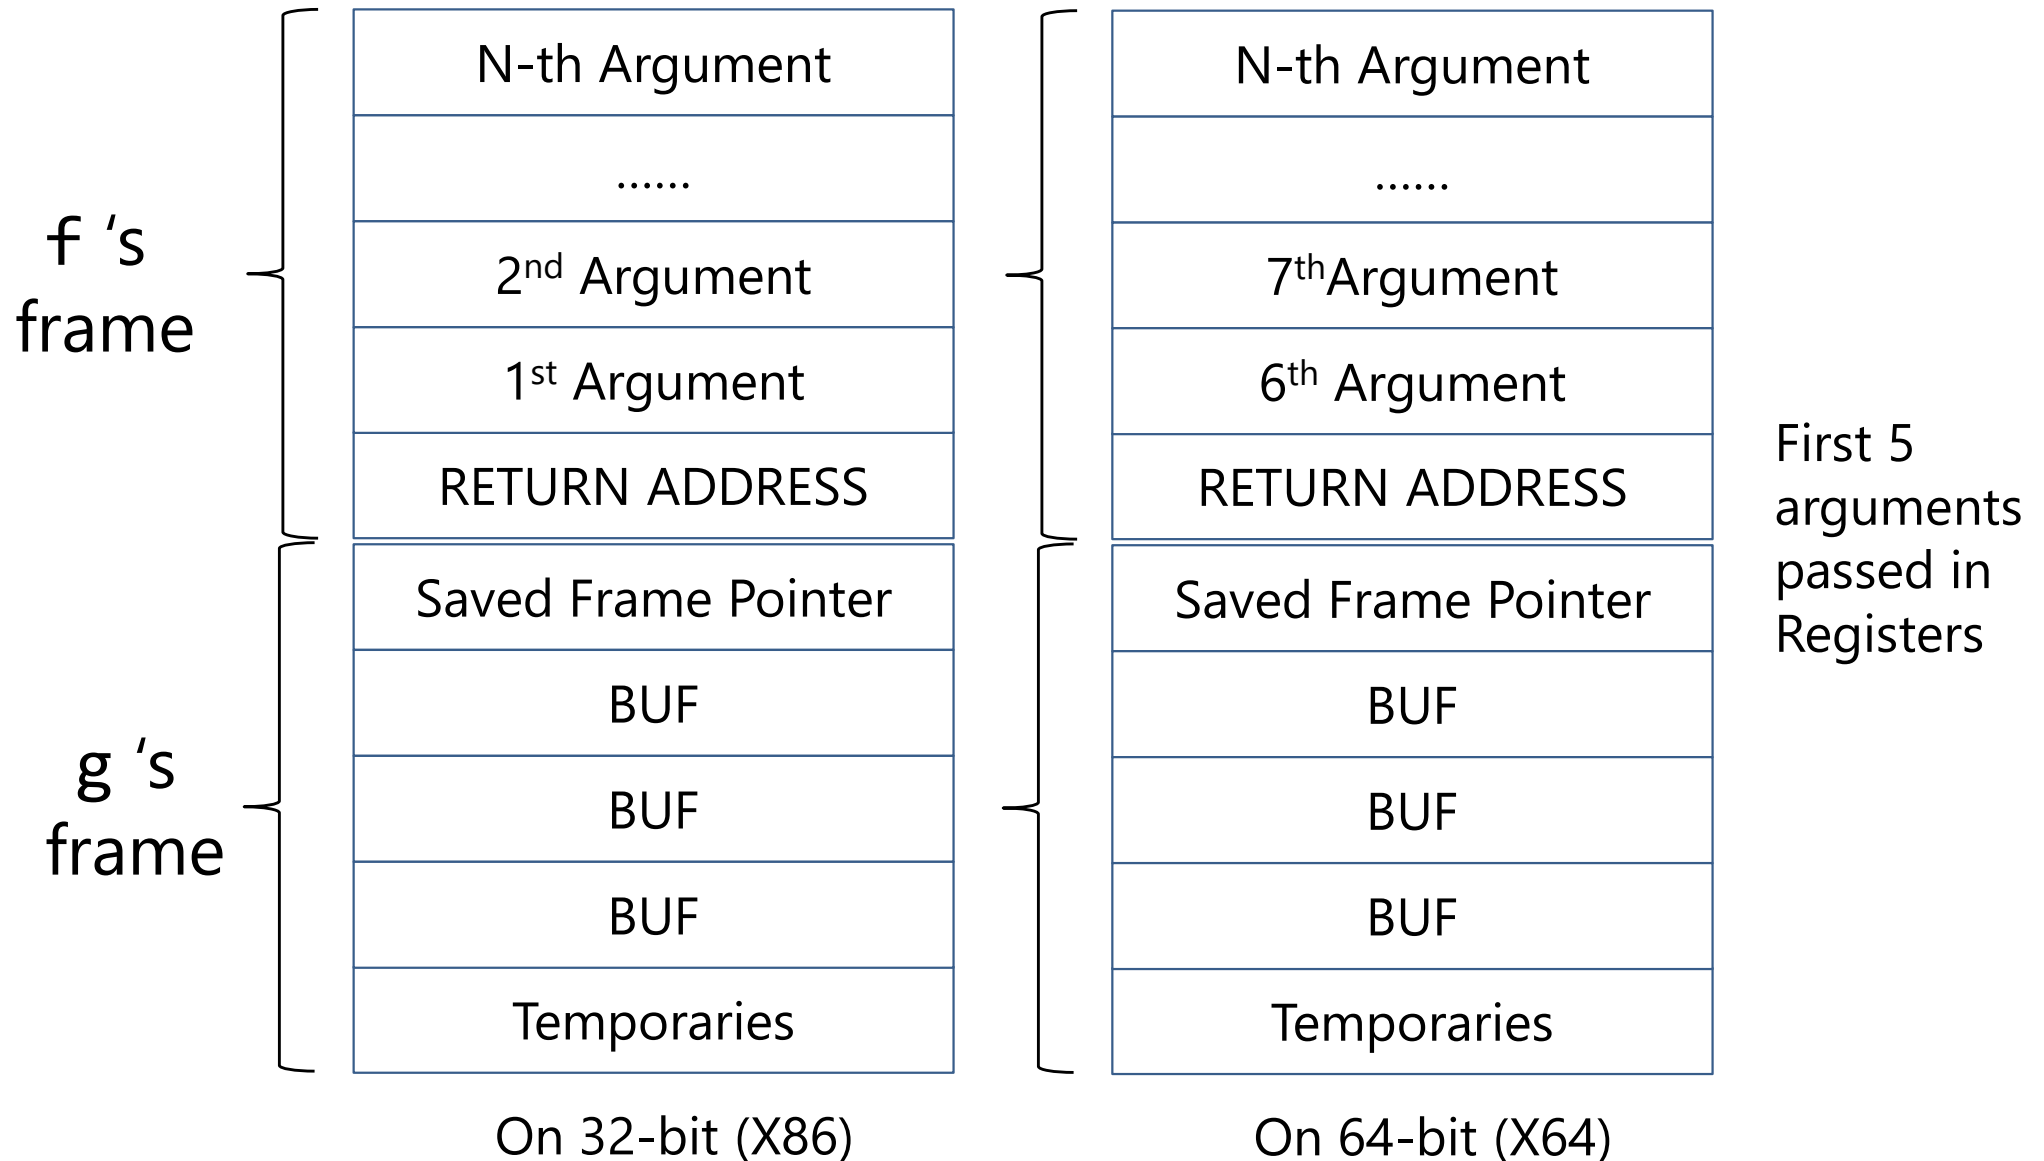 f ‘s
frame
N-th Argument
......
2nd Argument
1st Argument
RETURN ADDRESS
g ‘s
frame
Saved Frame Pointer
BUF
BUF
BUF
Temporaries
On 32-bit (X86)
N-th Argument
......
7thArgument
6th Argument
RETURN ADDRESS
Saved Frame Pointer
BUF
BUF
BUF
Temporaries
On 64-bit (X64)
First 5
arguments
passed in
Registers